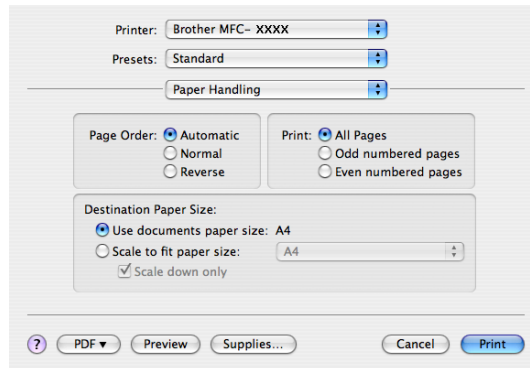 Printer: Brother MFC- XXXX
Presets: Standard
Paper Handling
Page Order: Automatic
Normal
Reverse
Print: All Pages
Odd numbered pages
Even numbered pages
Destination Paper Size:
Use documents paper size: A4
Scale to fit paper size: A4
Scale down only
? PDF ▼ Preview Supplies... Cancel Print